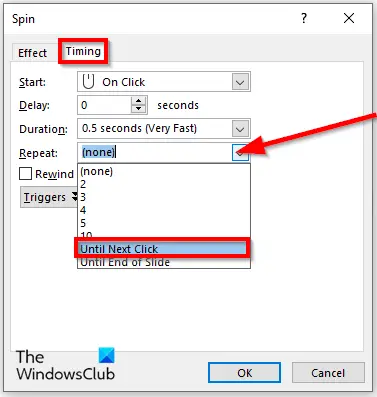 Spin
? ×
Effect Timing
Start: On Click
Delay: 0 seconds
Duration: 0.5 seconds (Very Fast)
Repeat: (none)
(none)
Rewind
2
3
Triggers
4
5
10
Until Next Click
Until End of Slide
The
WindowsClub
OK Cancel